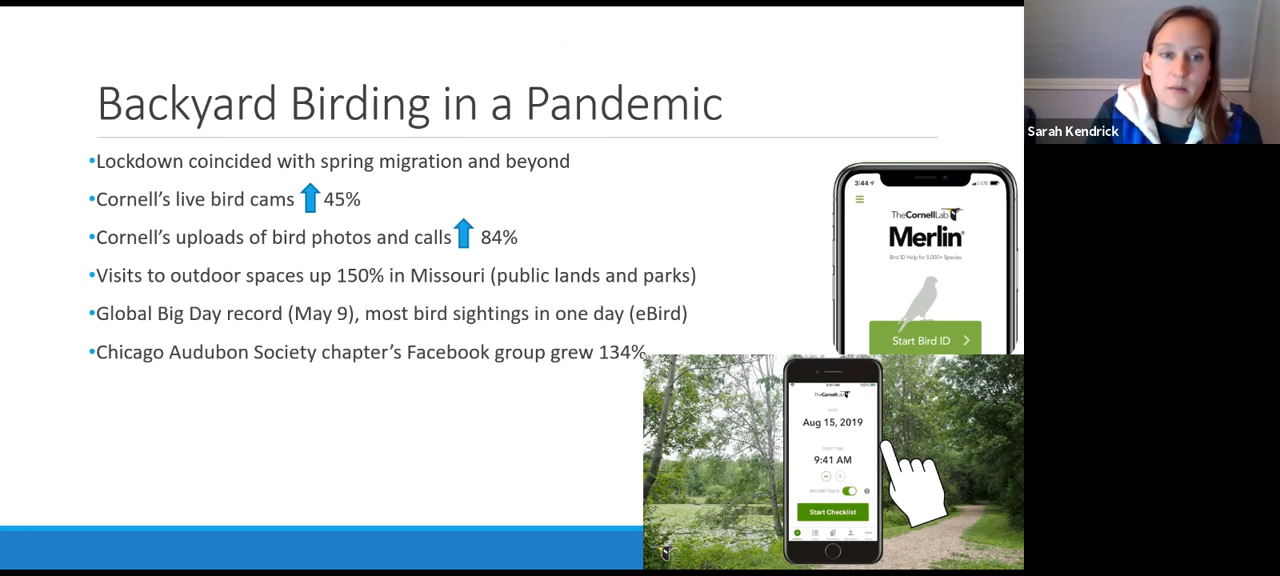 Backyard Birding in a Pandemic
•Lockdown coincided with spring migration and beyond
•Cornell's live bird cams 45%
•Cornell's uploads of bird photos and calls 84%
•Visits to outdoor spaces up 150% in Missouri (public lands and parks)
•Global Big Day record (May 9), most bird sightings in one day (eBird)
•Chicago Audubon Society chapter's Facebook group grew 134%
Sarah Kendrick
3:44 LTE
TheCornellLab
Merlin
Bird ID Help for 5,000+ Species
Start Bird ID
9:41 AM
TheCornellLab
DATE
Aug 15, 2019
START TIME
9:41 AM
RECORD TRACK
Start Checklist